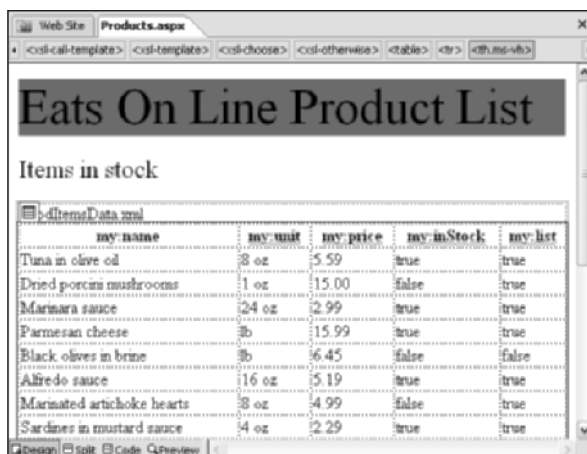 Web Site Products.aspx
<xsl-call-template> <xsl-template> <xsl-choose> <xsl-otherwise> <table> <tr> <th.ms-vh>
Eats On Line Product List
Items in stock
my:name my:unit my:price my:inStock my:list
Tuna in olive oil 8 oz 5.59 true true
Dried porcini mushrooms 1 oz 15.00 false true
Marinara sauce 24 oz 2.99 true true
Parmesan cheese lb 15.99 true true
Black olives in brine lb 6.45 false false
Alfredo sauce 16 oz 5.19 true true
Marinated artichoke hearts 8 oz 4.99 false true
Sardines in mustard sauce 4 oz 2.29 true true
Design Split Code Preview